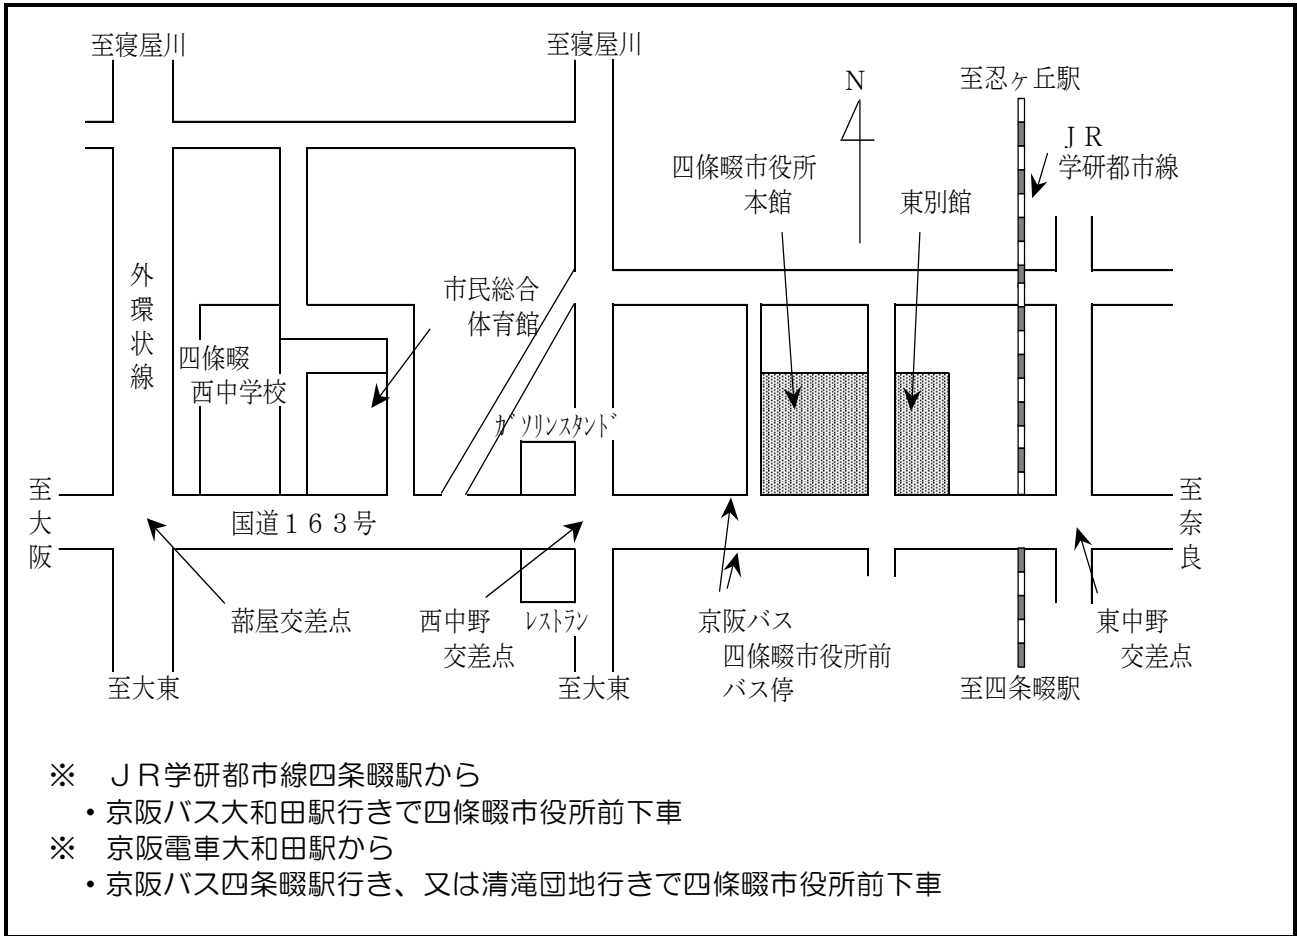 至寝屋川
至寝屋川
N
至忍ヶ丘駅
ＪＲ
学研都市線
四條畷市役所
本館
東別館
外環状線
市民総合
体育館
四條畷
西中学校
ｶﾞｿﾘﾝｽﾀﾝﾄﾞ
至大阪
国道１６３号
至奈良
蔀屋交差点
西中野
交差点
ﾚｽﾄﾗﾝ
京阪バス
四條畷市役所前
バス停
東中野
交差点
至大東
至大東
至四条畷駅
※　ＪＲ学研都市線四条畷駅から
・京阪バス大和田駅行きで四條畷市役所前下車
※　京阪電車大和田駅から
・京阪バス四条畷駅行き、又は清滝団地行きで四條畷市役所前下車